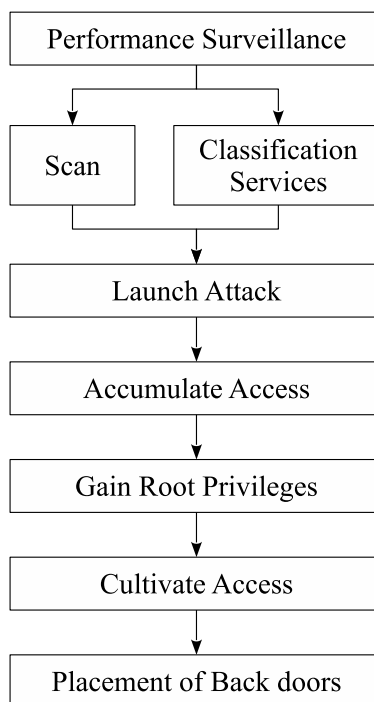 Performance Surveillance
Scan
Classification
Services
Launch Attack
Accumulate Access
Gain Root Privileges
Cultivate Access
Placement of Back doors